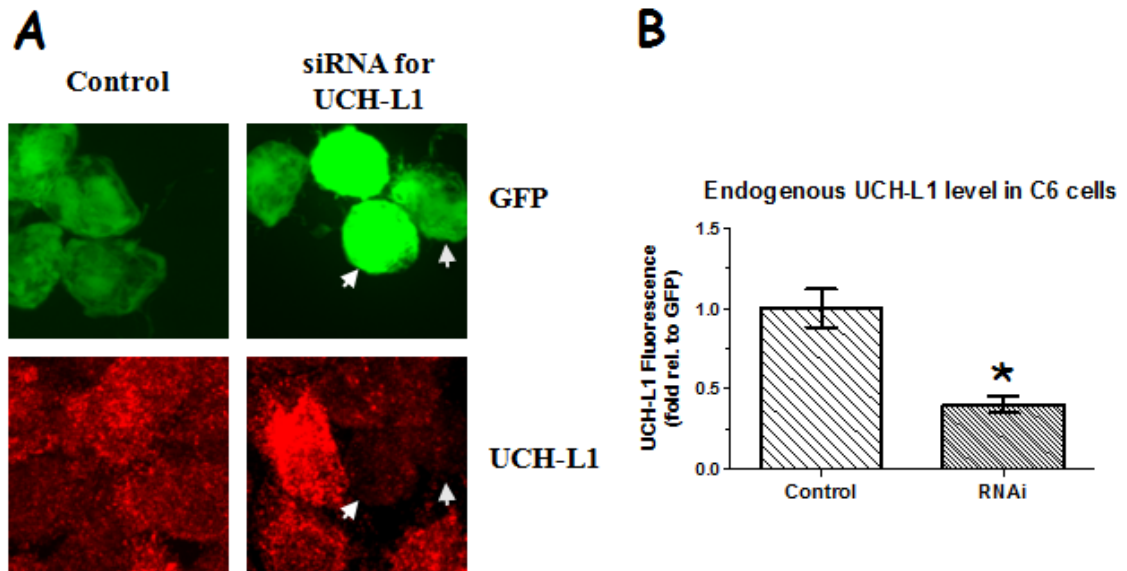 A
Control
siRNA for
UCH-L1
GFP
UCH-L1
B
Endogenous UCH-L1 level in C6 cells
UCH-L1 Fluorescence
(fold rel. to GFP)
1.5
1.0
0.5
0.0
*
Control
RNAi